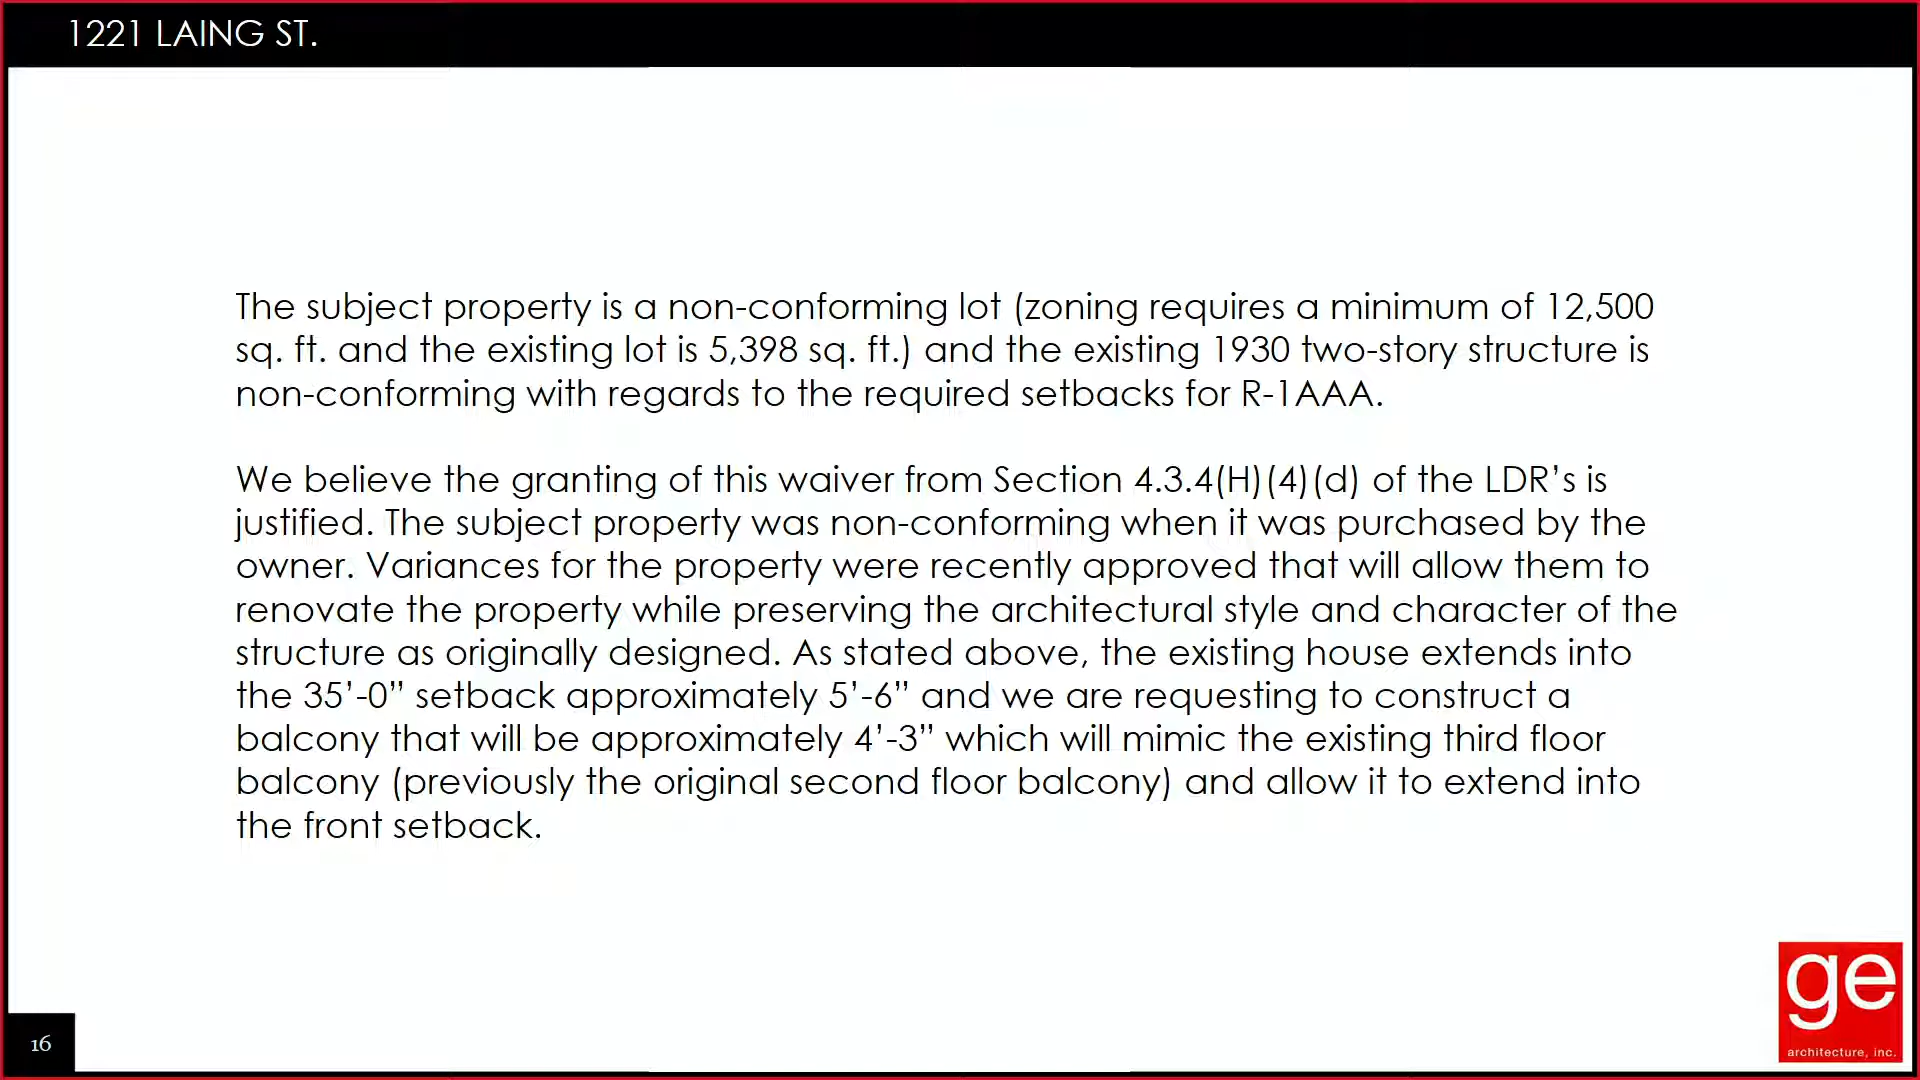 1221 LAING ST.
The subject property is a non-conforming lot (zoning requires a minimum of 12,500
sq. ft. and the existing lot is 5,398 sq. ft.) and the existing 1930 two-story structure is
non-conforming with regards to the required setbacks for R-1AAA.
We believe the granting of this waiver from Section 4.3.4(H)(4)(d) of the LDR’s is
justified. The subject property was non-conforming when it was purchased by the
owner. Variances for the property were recently approved that will allow them to
renovate the property while preserving the architectural style and character of the
structure as originally designed. As stated above, the existing house extends into
the 35’-0” setback approximately 5’-6” and we are requesting to construct a
balcony that will be approximately 4’-3” which will mimic the existing third floor
balcony (previously the original second floor balcony) and allow it to extend into
the front setback.
ge
architecture, inc.
16